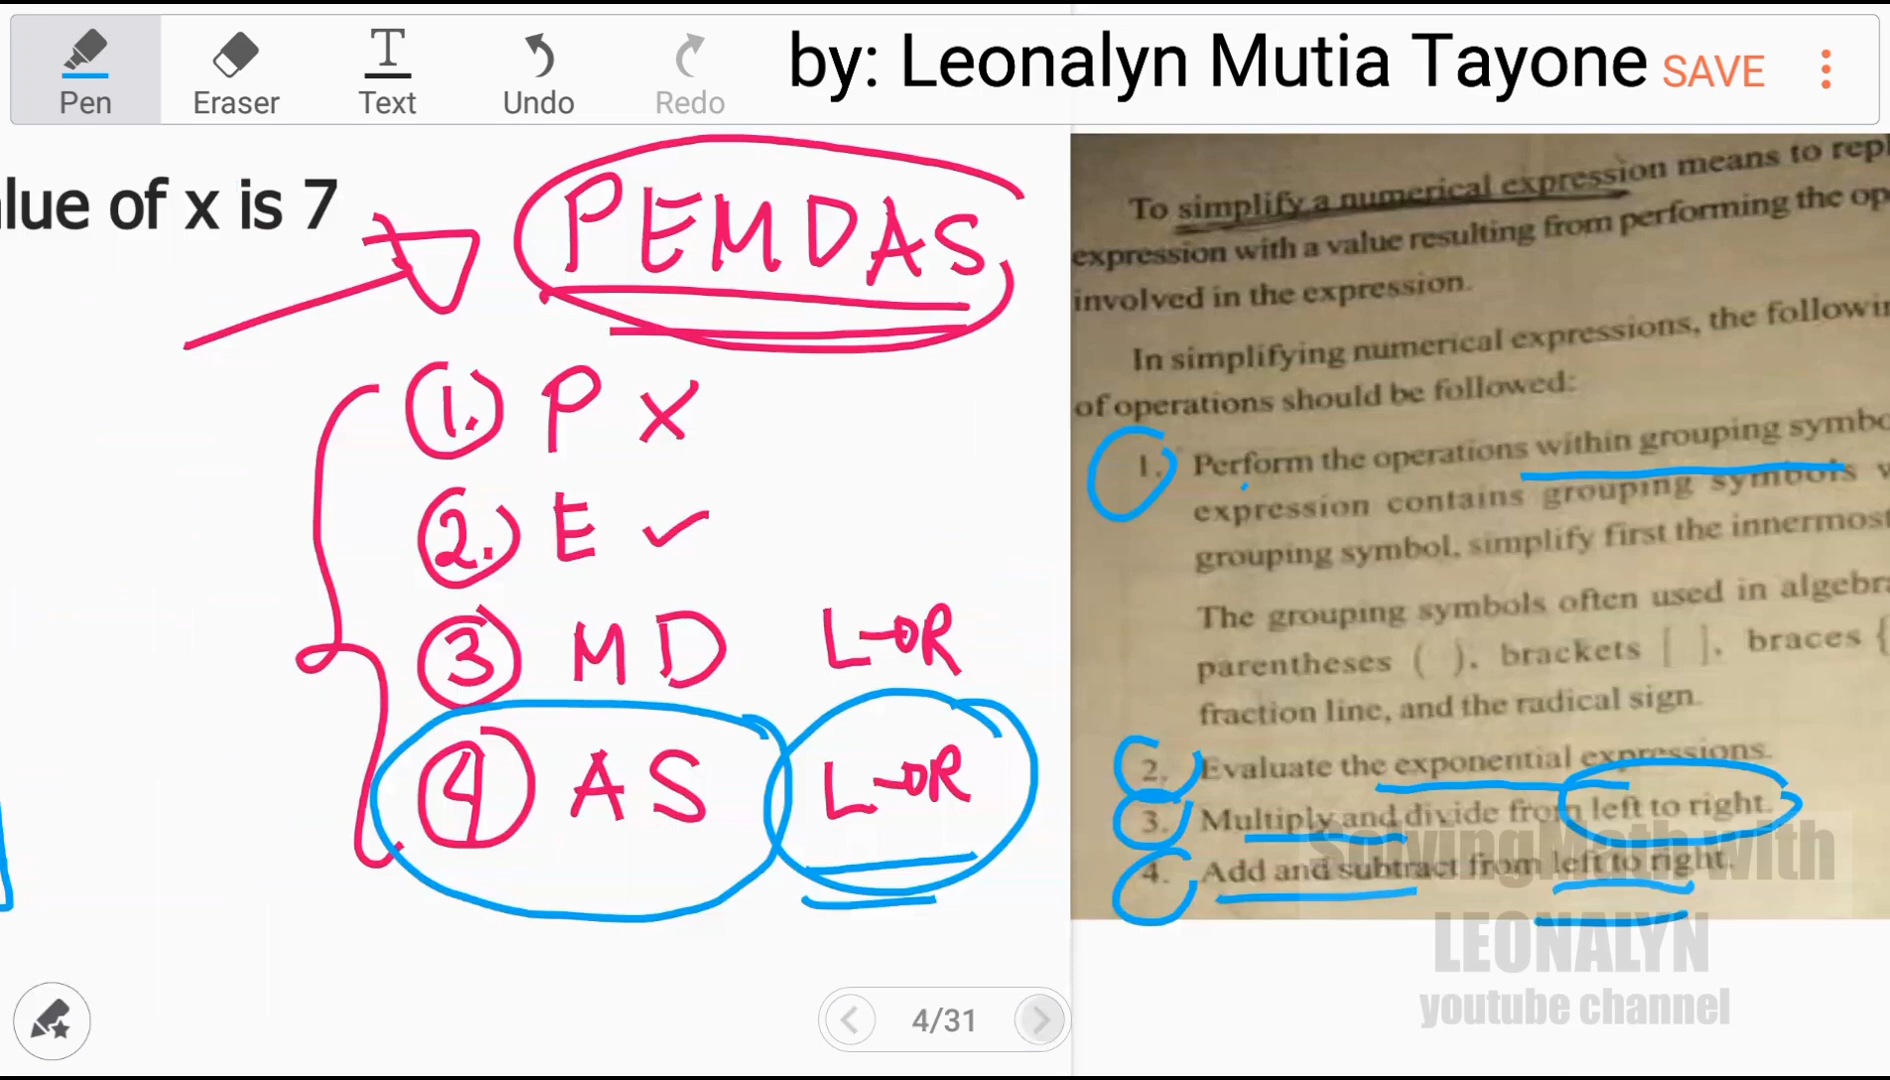 Pen
Eraser
Text
Undo
Redo
by: Leonalyn Mutia Tayone
SAVE
lue of x is 7
PEMDAS
1. P X
2. E ✓
3 MD L→R
4 AS L→R
4/31
To simplify a numerical expression means to repl
expression with a value resulting from performing the op
involved in the expression.
In simplifying numerical expressions, the followin
of operations should be followed:
1. Perform the operations within grouping symbo
expression contains grouping symbols w
grouping symbol, simplify first the innermost
The grouping symbols often used in algebra
parentheses ( ), brackets [ ], braces {
fraction line, and the radical sign.
2. Evaluate the exponential expressions.
3. Multiply and divide from left to right.
4. Add and subtract from left to right.
Solving Math with
LEONALYN
youtube channel